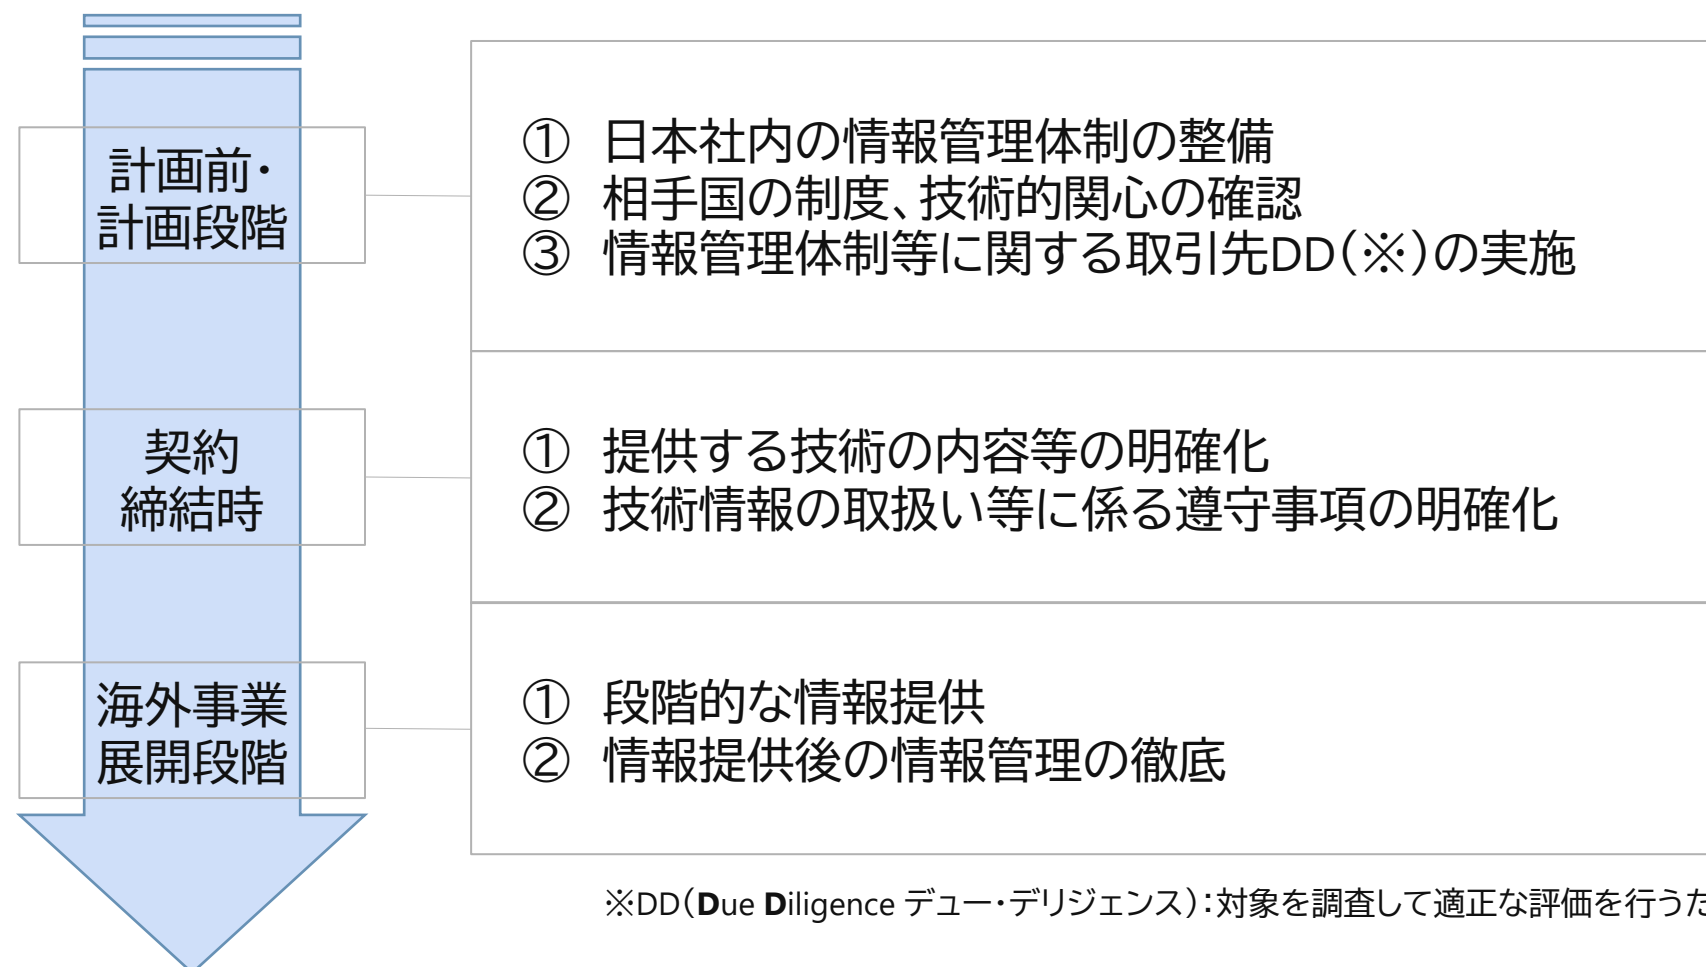 計画前・
計画段階
① 日本社内の情報管理体制の整備
② 相手国の制度、技術的関心の確認
③ 情報管理体制等に関する取引先DD(※)の実施
契約
締結時
① 提供する技術の内容等の明確化
② 技術情報の取扱い等に係る遵守事項の明確化
海外事業
展開段階
① 段階的な情報提供
② 情報提供後の情報管理の徹底
※DD(Due Diligence デュー・デリジェンス):対象を調査して適正な評価を行うた